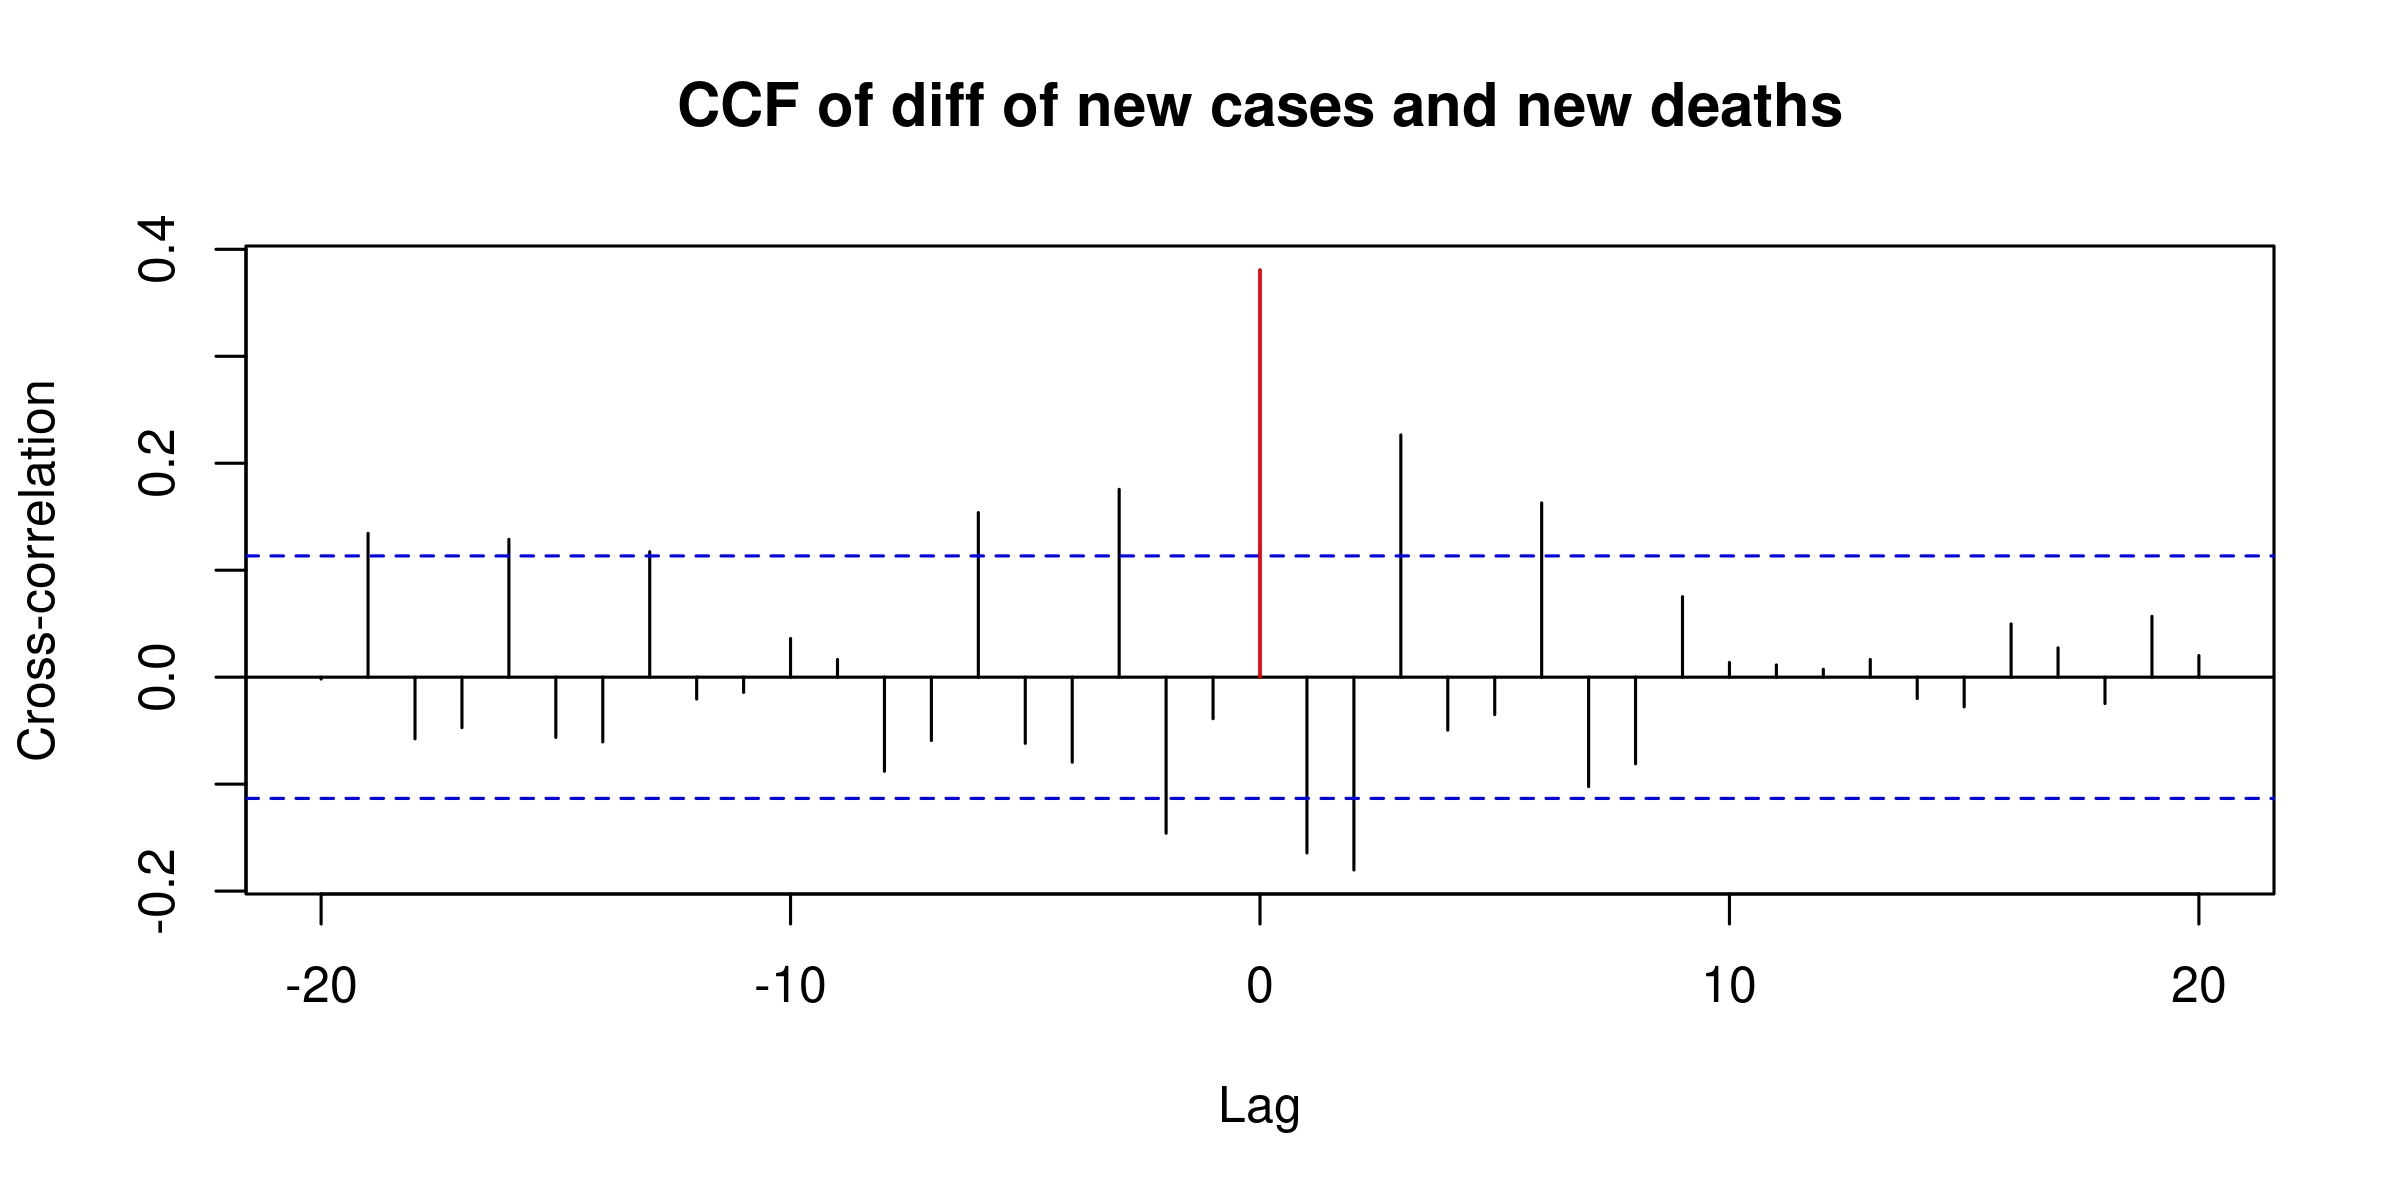 CCF of diff of new cases and new deaths
Cross-correlation
0.4
0.2
0.0
-0.2
-20 -10 0 10 20
Lag